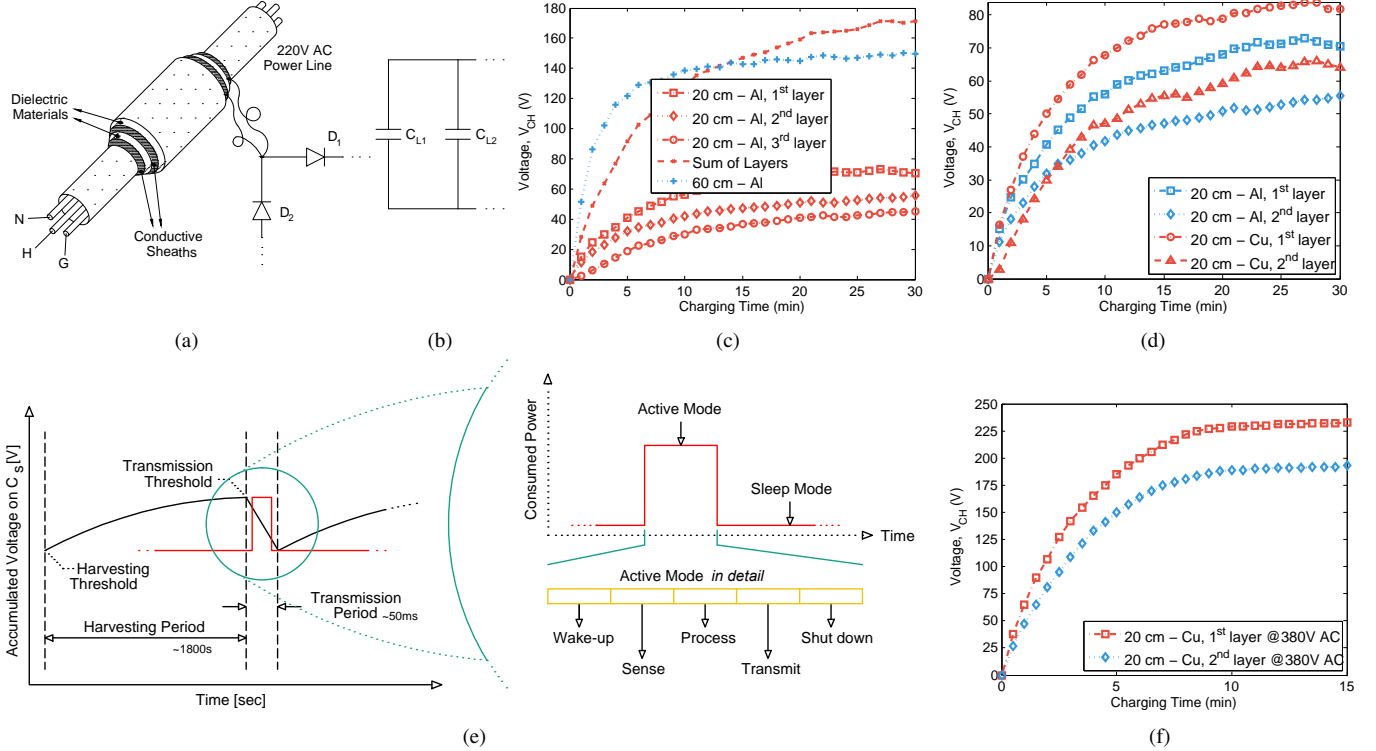 220V AC
Power Line
Dielectric
Materials
D1
D2
N
H
G
Conductive
Sheaths
(a)
CL1
CL2
(b)
180
160
140
120
100
80
60
40
20
0
Voltage, VCH (V)
20 cm – Al, 1st layer
20 cm – Al, 2nd layer
20 cm – Al, 3rd layer
Sum of Layers
60 cm – Al
0 5 10 15 20 25 30
Charging Time (min)
(c)
80
70
60
50
40
30
20
10
0
Voltage, VCH (V)
20 cm – Al, 1st layer
20 cm – Al, 2nd layer
20 cm – Cu, 1st layer
20 cm – Cu, 2nd layer
0 5 10 15 20 25 30
Charging Time (min)
(d)
Accumulated Voltage on Cs [V]
Transmission
Threshold
Harvesting
Threshold
Transmission
Period ~50ms
Harvesting Period
~1800s
Time [sec]
Consumed Power
Active Mode
Sleep Mode
Time
Active Mode in detail
Wake-up
Process
Shut down
Sense
Transmit
(e)
250
225
200
175
150
125
100
75
50
25
0
Voltage, VCH (V)
20 cm – Cu, 1st layer @380V AC
20 cm – Cu, 2nd layer @380V AC
0 5 10 15
Charging Time (min)
(f)